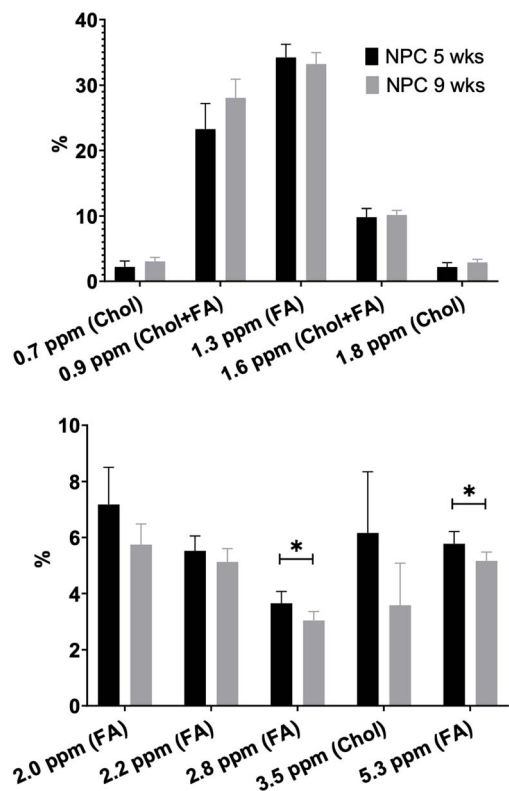 40
30
20
10
0
%
NPC 5 wks
NPC 9 wks
0.7 ppm (Chol)
0.9 ppm (Chol+FA)
1.3 ppm (FA)
1.6 ppm (Chol+FA)
1.8 ppm (Chol)
10
8
6
4
2
0
%
*
*
2.0 ppm (FA)
2.2 ppm (FA)
2.8 ppm (FA)
3.5 ppm (Chol)
5.3 ppm (FA)